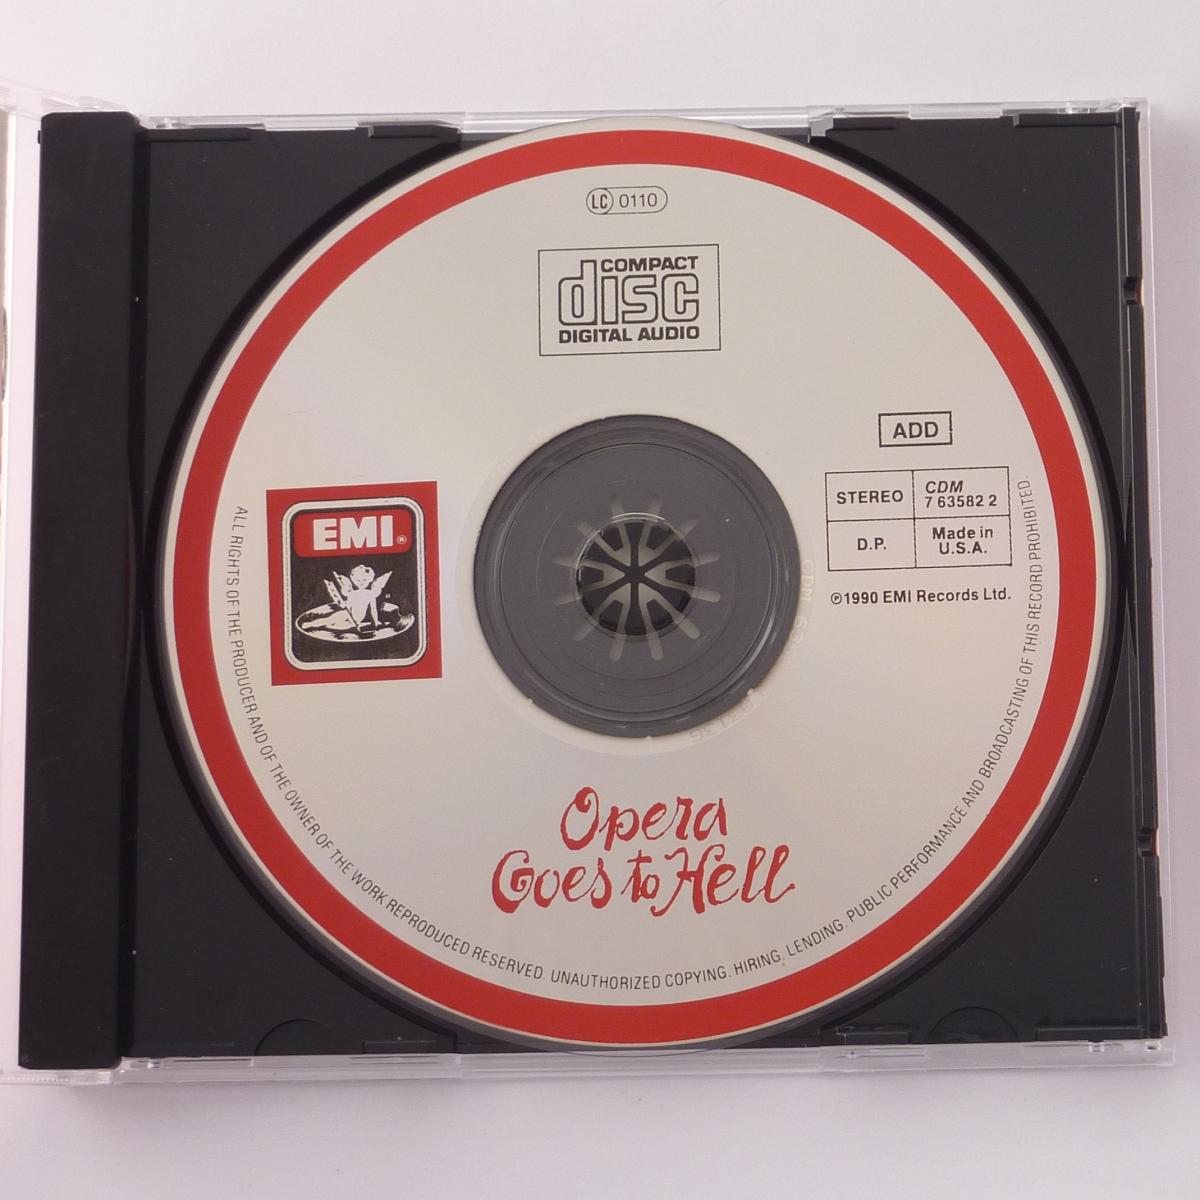 LC 0110
COMPACT
disc
DIGITAL AUDIO
ADD
STEREO
CDM
7 63582 2
D.P.
Made in
U.S.A.
℗1990 EMI Records Ltd.
EMI®
Opera
Goes to Hell
ALL RIGHTS OF THE PRODUCER AND OF THE OWNER OF THE WORK REPRODUCED RESERVED. UNAUTHORIZED COPYING. HIRING, LENDING. PUBLIC PERFORMANCE AND BROADCASTING OF THIS RECORD PROHIBITED.